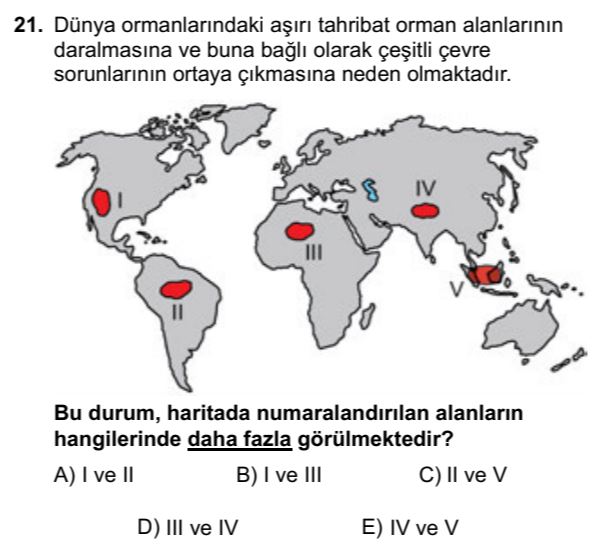 21. Dünya ormanlarındaki aşırı tahribat orman alanlarının
daralmasına ve buna bağlı olarak çeşitli çevre
sorunlarının ortaya çıkmasına neden olmaktadır.
I
IV
III
V
II
Bu durum, haritada numaralandırılan alanların
hangilerinde daha fazla görülmektedir?
A) I ve II B) I ve III C) II ve V
D) III ve IV E) IV ve V